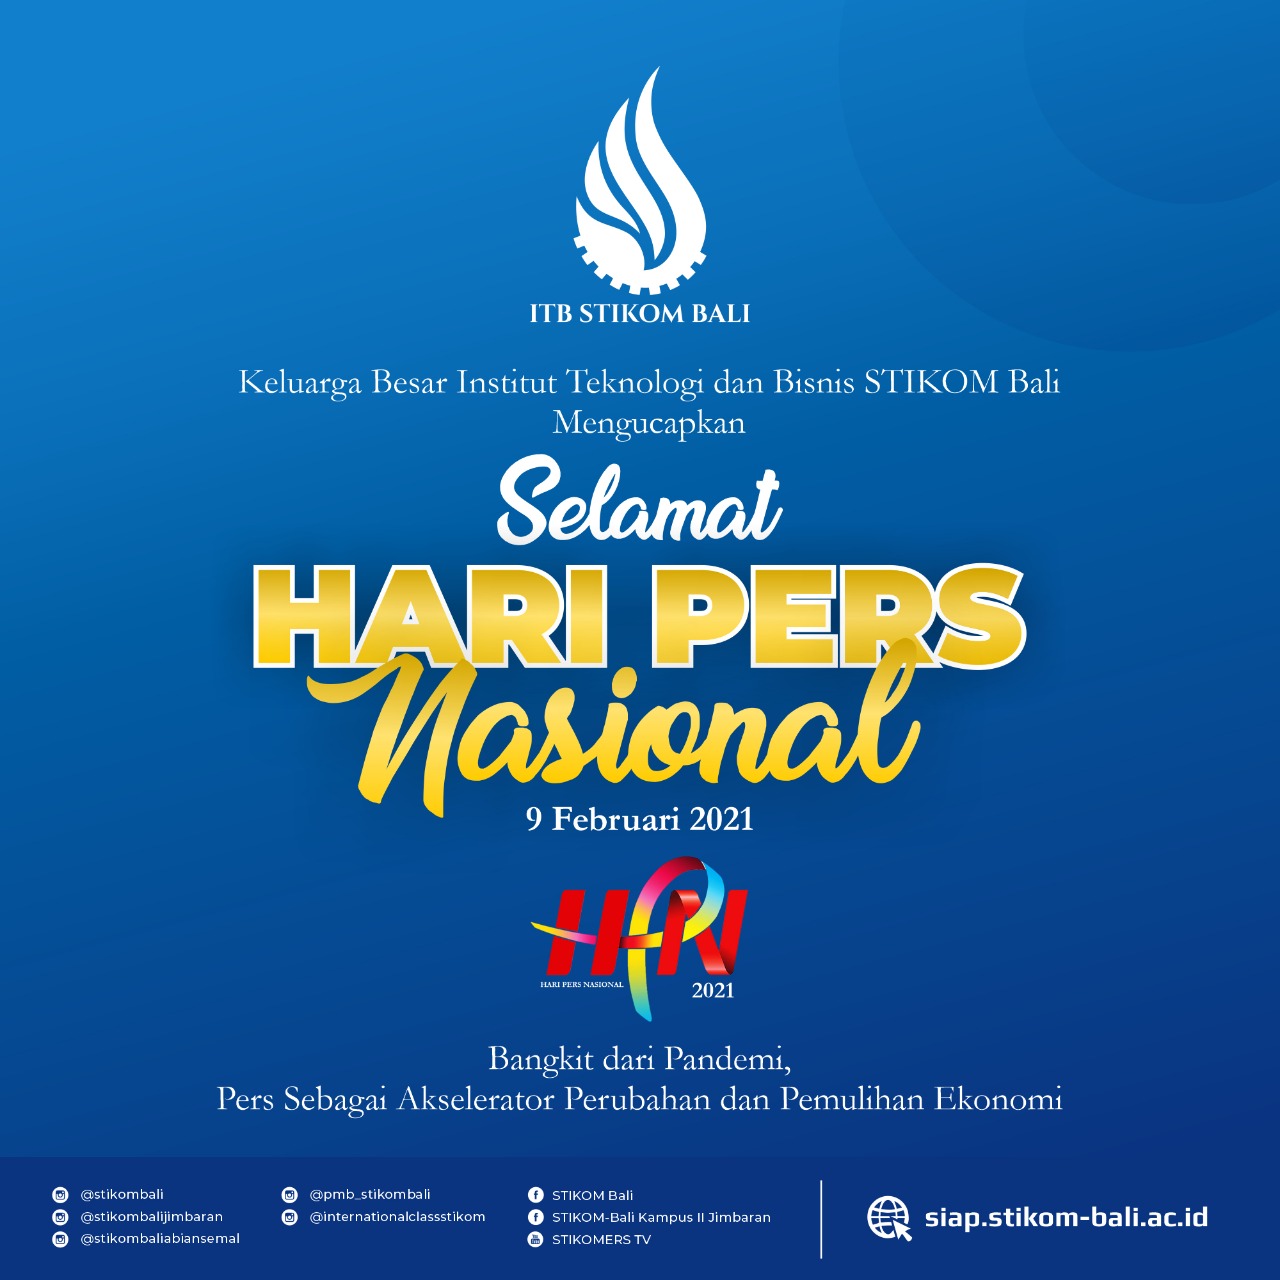 ITB STIKOM BALI
Keluarga Besar Institut Teknologi dan Bisnis STIKOM Bali
Mengucapkan
Selamat
HARI PERS
Nasional
9 Februari 2021
HPN
HARI PERS NASIONAL
2021
Bangkit dari Pandemi,
Pers Sebagai Akselerator Perubahan dan Pemulihan Ekonomi
@stikombali
@stikombalijimbaran
@stikombaliabiansemal
@pmb_stikombali
@internationalclassstikom
STIKOM Bali
STIKOM-Bali Kampus II Jimbaran
STIKOMERS TV
siap.stikom-bali.ac.id